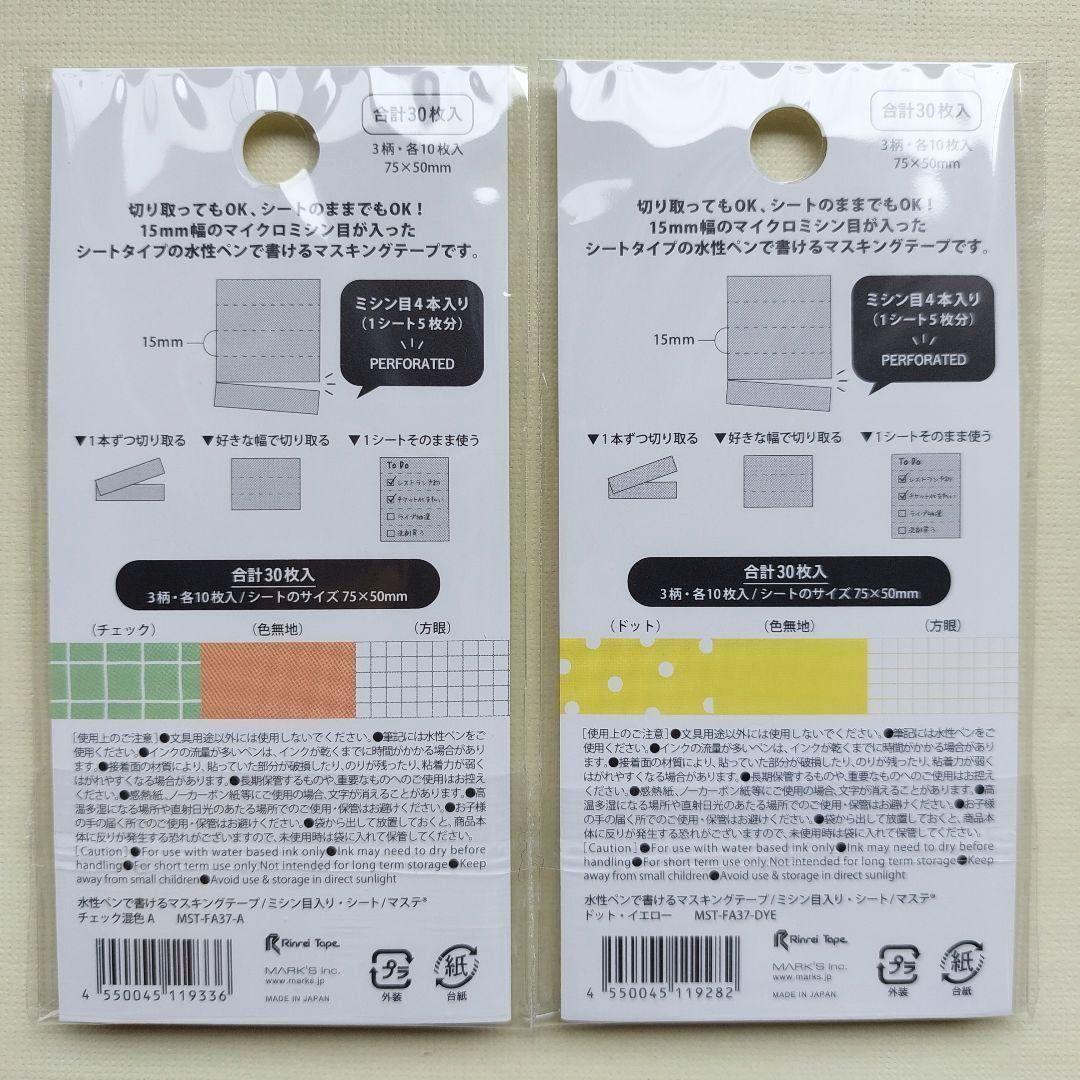 合計30枚入
3柄・各10枚入
75×50mm
切り取ってもOK、シートのままでもOK！
15mm幅のマイクロミシン目が入った
シートタイプの水性ペンで書けるマスキングテープです。
15mm
ミシン目4本入り
（1シート5枚分）
PERFORATED
▼1本ずつ切り取る ▼好きな幅で切り取る ▼1シートそのまま使う
To Do
レストラン予約
チケット代支払い
ライブ抽選
洗剤買う
合計30枚入
3柄・各10枚入/シートのサイズ 75×50mm
（チェック） （色無地） （方眼）
［使用上のご注意］●文具用途以外には使用しないでください。●筆記には水性ペンをご
使用ください。●インクの流量が多いペンは、インクが乾くまでに時間がかかる場合があり
ます。●接着面の材質により、貼っていた部分が破損したり、のりが残ったり、粘着力が弱く
はがれやすくなる場合があります。●長期保管するものや、重要なものへのご使用はお控え
ください。●感熱紙、ノーカーボン紙等にご使用の場合、文字が消えることがあります。●高
温多湿になる場所や直射日光のあたる場所でのご使用・保管はお避けください。●お子様
の手の届く所でのご使用・保管はお避けください。●袋から出して放置しておくと、商品本
体に反りが発生する恐れがございますので、未使用時は袋に入れて保管してください。
［Caution］●For use with water based ink only●Ink may need to dry before
handling●For short term use only.Not intended for long term storage●Keep
away from small children●Avoid use & storage in direct sunlight
水性ペンで書けるマスキングテープ/ミシン目入り・シート/マステ®
チェック混色 A MST-FA37-A
4 550045 119336
Rinrei Tape
MARK'S Inc.
www.marks.jp
MADE IN JAPAN
プラ
外装
紙
台紙
合計30枚入
3柄・各10枚入
75×50mm
切り取ってもOK、シートのままでもOK！
15mm幅のマイクロミシン目が入った
シートタイプの水性ペンで書けるマスキングテープです。
15mm
ミシン目4本入り
（1シート5枚分）
PERFORATED
▼1本ずつ切り取る ▼好きな幅で切り取る ▼1シートそのまま使う
To Do
レストラン予約
チケット代支払い
ライブ抽選
洗剤買う
合計30枚入
3柄・各10枚入/シートのサイズ 75×50mm
（ドット） （色無地） （方眼）
［使用上のご注意］●文具用途以外には使用しないでください。●筆記には水性ペンをご
使用ください。●インクの流量が多いペンは、インクが乾くまでに時間がかかる場合があり
ます。●接着面の材質により、貼っていた部分が破損したり、のりが残ったり、粘着力が弱く
はがれやすくなる場合があります。●長期保管するものや、重要なものへのご使用はお控え
ください。●感熱紙、ノーカーボン紙等にご使用の場合、文字が消えることがあります。●高
温多湿になる場所や直射日光のあたる場所でのご使用・保管はお避けください。●お子様
の手の届く所でのご使用・保管はお避けください。●袋から出して放置しておくと、商品本
体に反りが発生する恐れがございますので、未使用時は袋に入れて保管してください。
［Caution］●For use with water based ink only●Ink may need to dry before
handling●For short term use only.Not intended for long term storage●Keep
away from small children●Avoid use & storage in direct sunlight
水性ペンで書けるマスキングテープ/ミシン目入り・シート/マステ®
ドット・イエロー MST-FA37-DYE
4 550045 119282
Rinrei Tape
MARK'S Inc.
www.marks.jp
MADE IN JAPAN
プラ
外装
紙
台紙